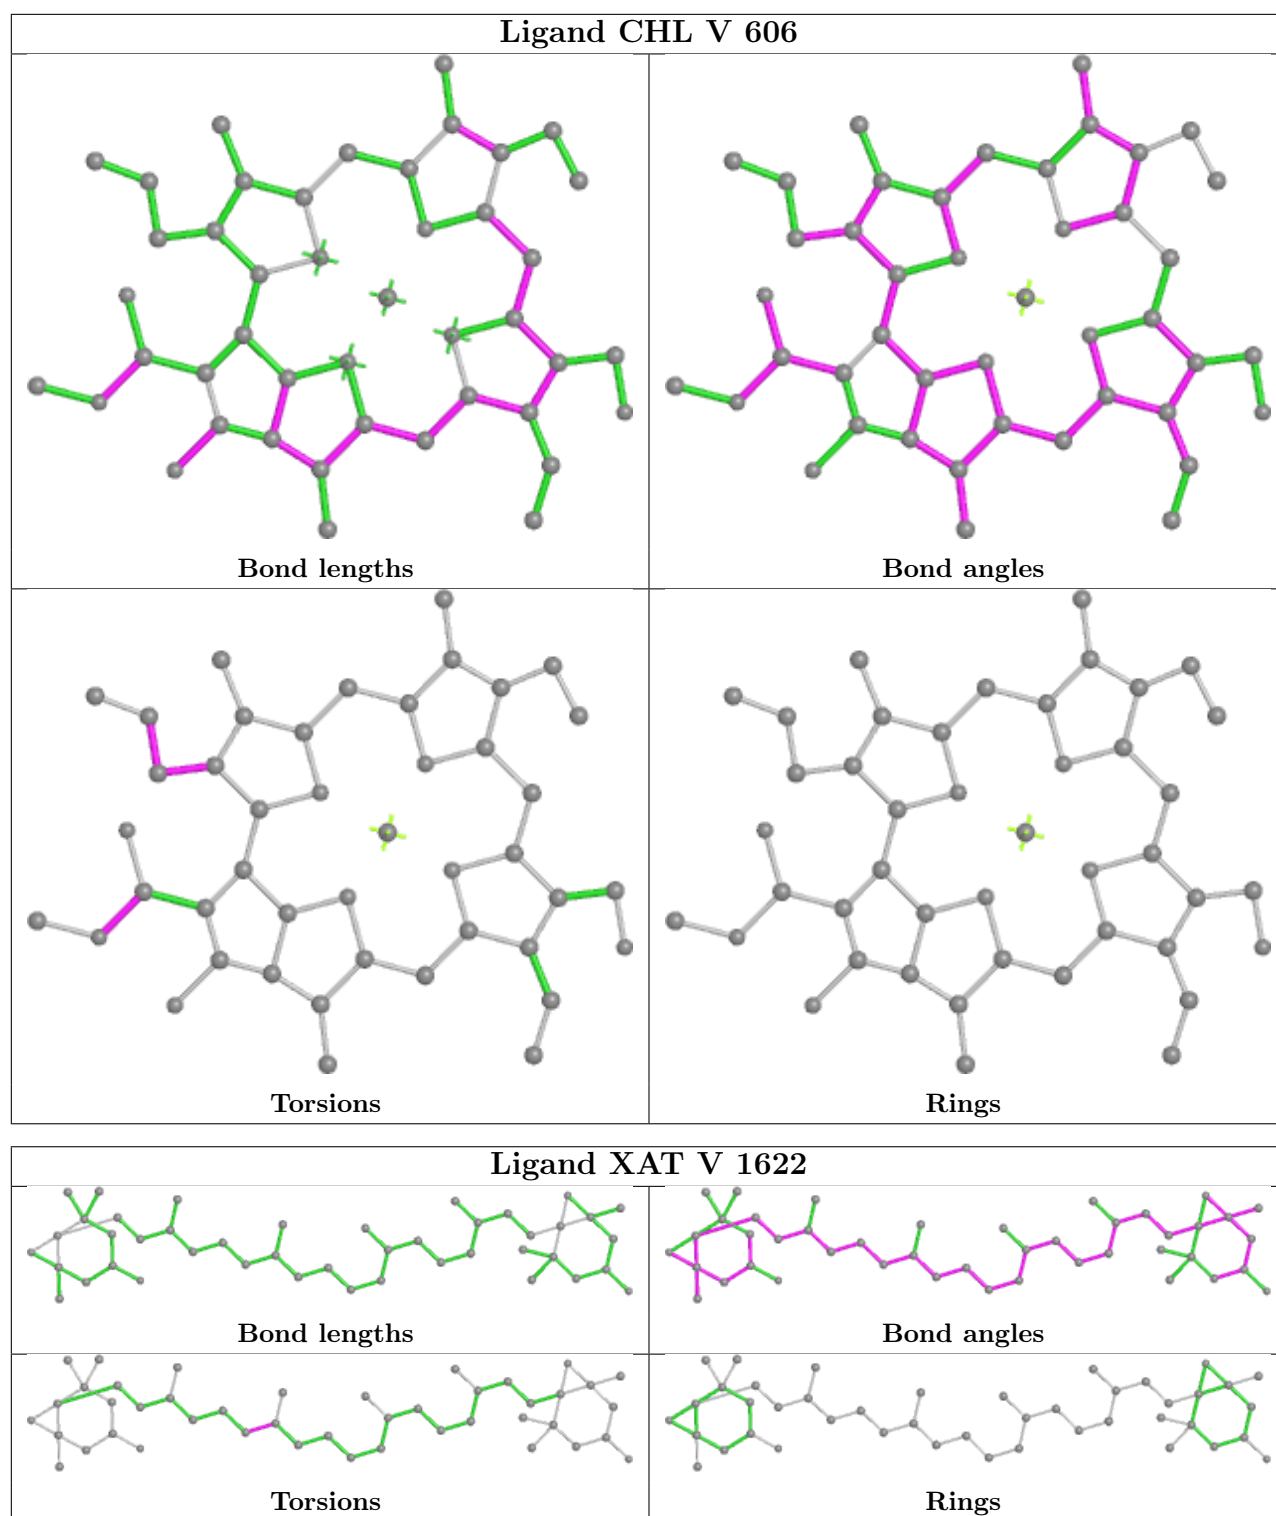 Ligand CHL V 606
Bond lengths
Bond angles
Torsions
Rings
Ligand XAT V 1622
Bond lengths
Bond angles
Torsions
Rings